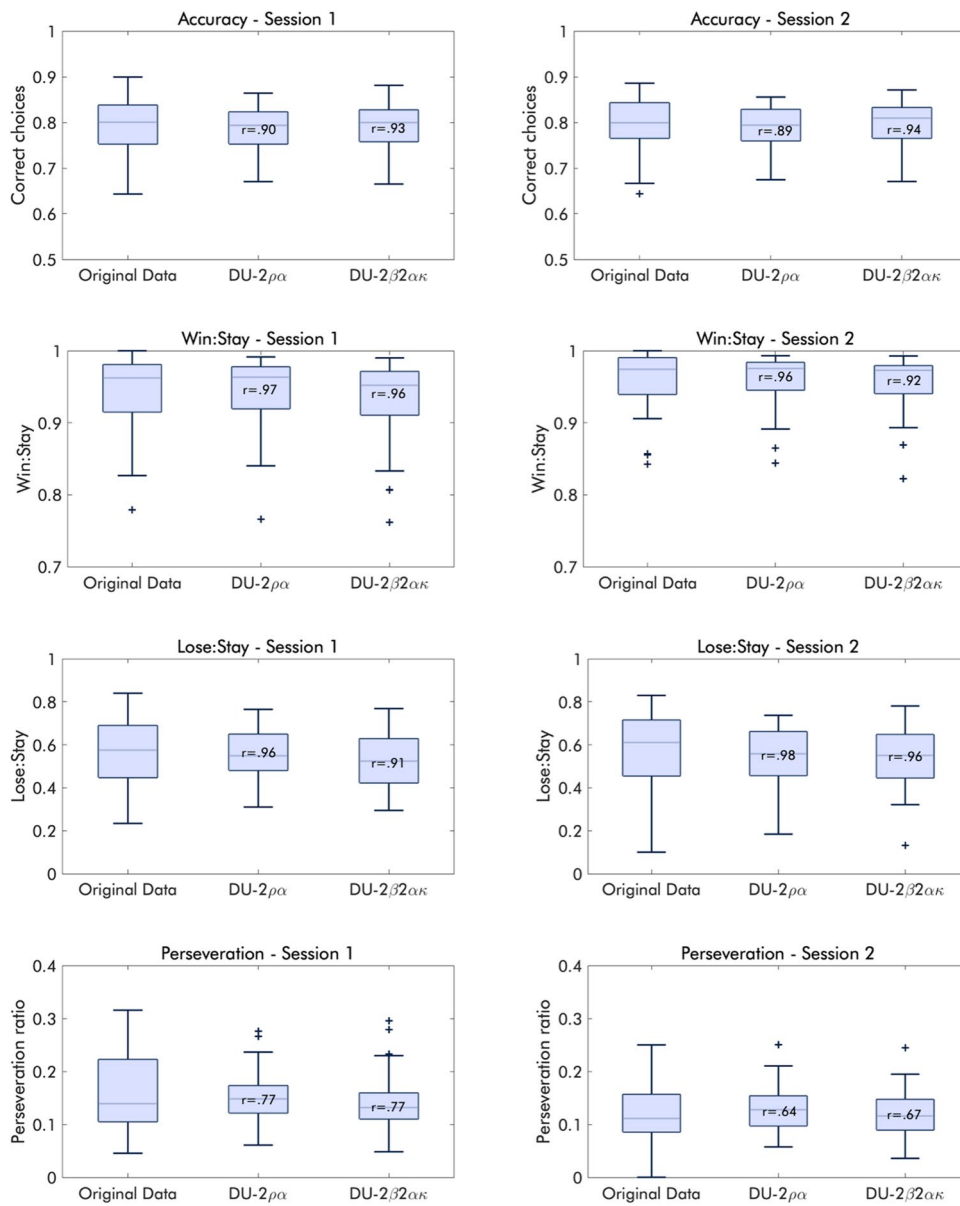 Accuracy - Session 1
Correct choices
1
0.9
0.8
0.7
0.6
0.5
r=.90
r=.93
Original Data DU-2ρα DU-2β2ακ
Accuracy - Session 2
Correct choices
1
0.9
0.8
0.7
0.6
0.5
r=.89
r=.94
Original Data DU-2ρα DU-2β2ακ
Win:Stay - Session 1
Win:Stay
1
0.9
0.8
0.7
r=.97
r=.96
Original Data DU-2ρα DU-2β2ακ
Win:Stay - Session 2
Win:Stay
1
0.9
0.8
0.7
r=.96
r=.92
Original Data DU-2ρα DU-2β2ακ
Lose:Stay - Session 1
Lose:Stay
1
0.8
0.6
0.4
0.2
0
r=.96
r=.91
Original Data DU-2ρα DU-2β2ακ
Lose:Stay - Session 2
Lose:Stay
1
0.8
0.6
0.4
0.2
0
r=.98
r=.96
Original Data DU-2ρα DU-2β2ακ
Perseveration - Session 1
Perseveration ratio
0.4
0.3
0.2
0.1
0
r=.77
r=.77
Original Data DU-2ρα DU-2β2ακ
Perseveration - Session 2
Perseveration ratio
0.4
0.3
0.2
0.1
0
r=.64
r=.67
Original Data DU-2ρα DU-2β2ακ